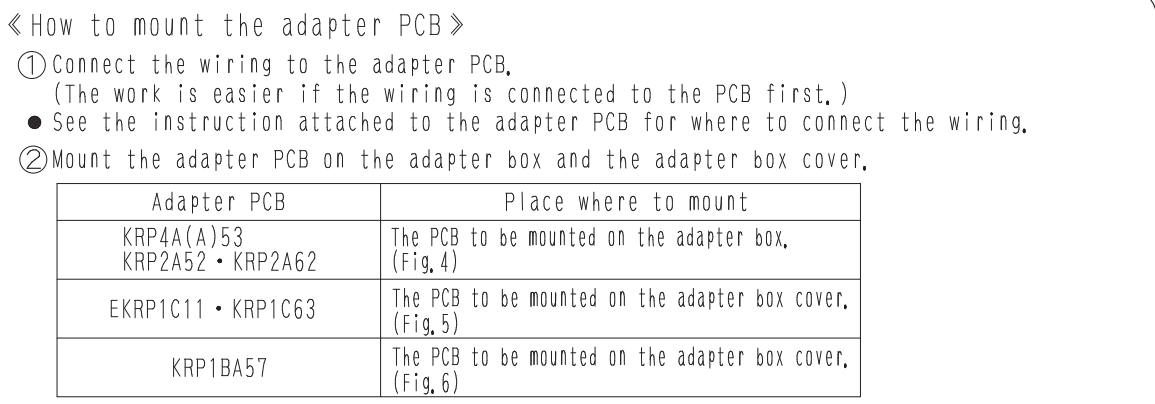 ≪How to mount the adapter PCB≫
①Connect the wiring to the adapter PCB.
(The work is easier if the wiring is connected to the PCB first.)
● See the instruction attached to the adapter PCB for where to connect the wiring.
②Mount the adapter PCB on the adapter box and the adapter box cover.
Adapter PCB
Place where to mount
KRP4A(A)53
KRP2A52・KRP2A62
The PCB to be mounted on the adapter box.
(Fig.4)
EKRP1C11・KRP1C63
The PCB to be mounted on the adapter box cover.
(Fig.5)
KRP1BA57
The PCB to be mounted on the adapter box cover.
(Fig.6)